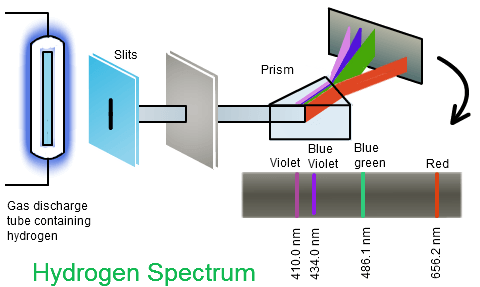 Slits
Prism
Gas discharge
tube containing
hydrogen
Violet
Blue
Violet
Blue
green
Red
410.0 nm
434.0 nm
486.1 nm
656.2 nm
Hydrogen Spectrum